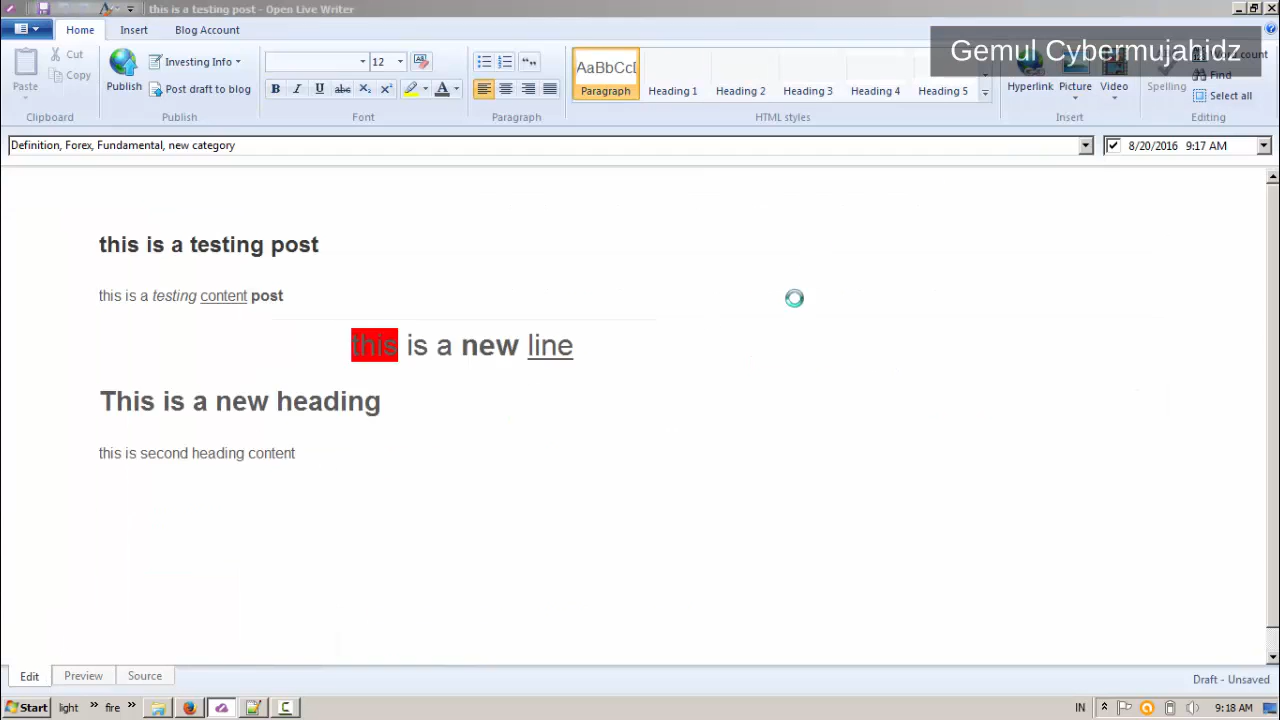 this is a testing post - Open Live Writer
Home
Insert
Blog Account
Gemul Cybermujahidz
Paste
Cut
Copy
Clipboard
Publish
Investing Info
Post draft to blog
Publish
12
B I U abc X₂ X² A
Font
Paragraph
AaBbCcD
Paragraph
Heading 1
Heading 2
Heading 3
Heading 4
Heading 5
HTML styles
Hyperlink
Picture
Video
Insert
Spelling
count
Find
Select all
Editing
Definition, Forex, Fundamental, new category
8/20/2016 9:17 AM
this is a testing post
this is a testing content post
this is a new line
This is a new heading
this is second heading content
Edit
Preview
Source
Draft - Unsaved
Start
light »
fire »
IN
9:18 AM